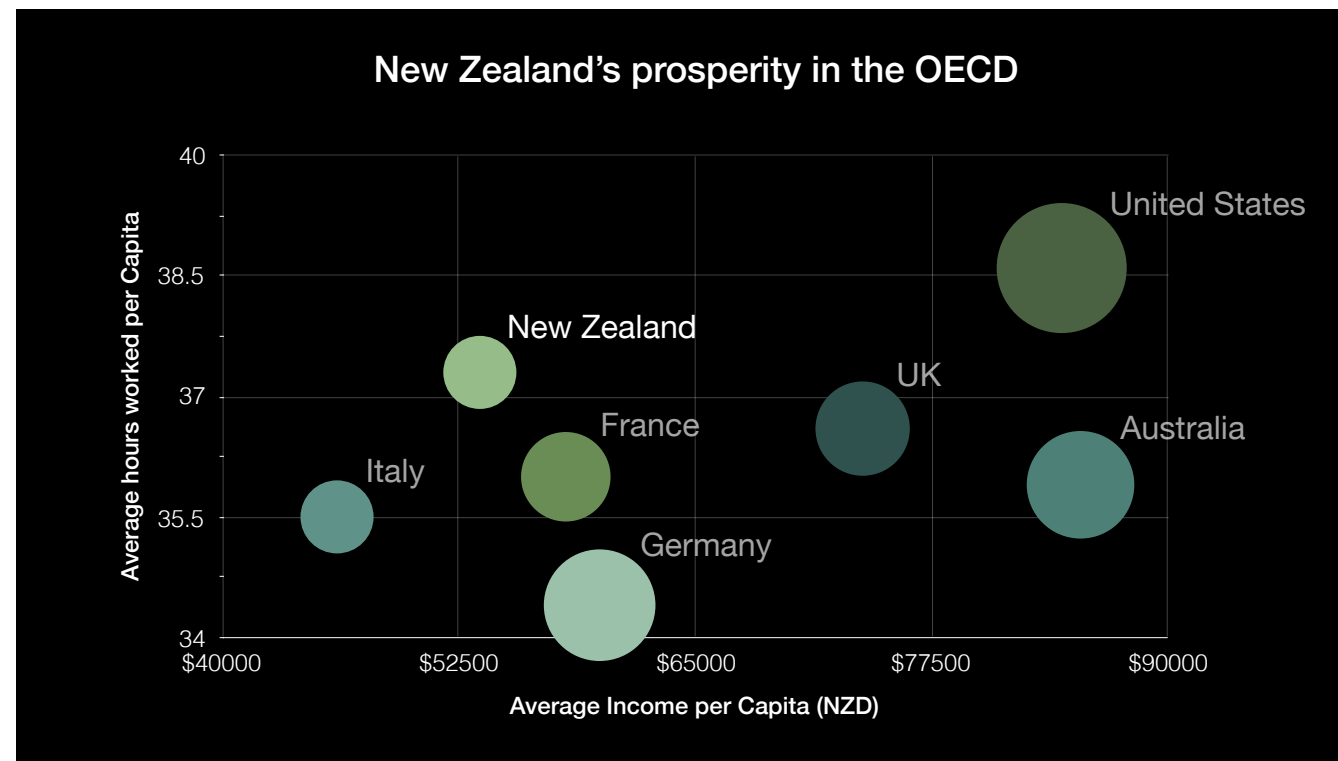 New Zealand’s prosperity in the OECD
40
United States
38.5
New Zealand
UK
37
France
Australia
Italy
35.5
Germany
34
$40000 $52500 $65000 $77500 $90000
Average hours worked per Capita
Average Income per Capita (NZD)